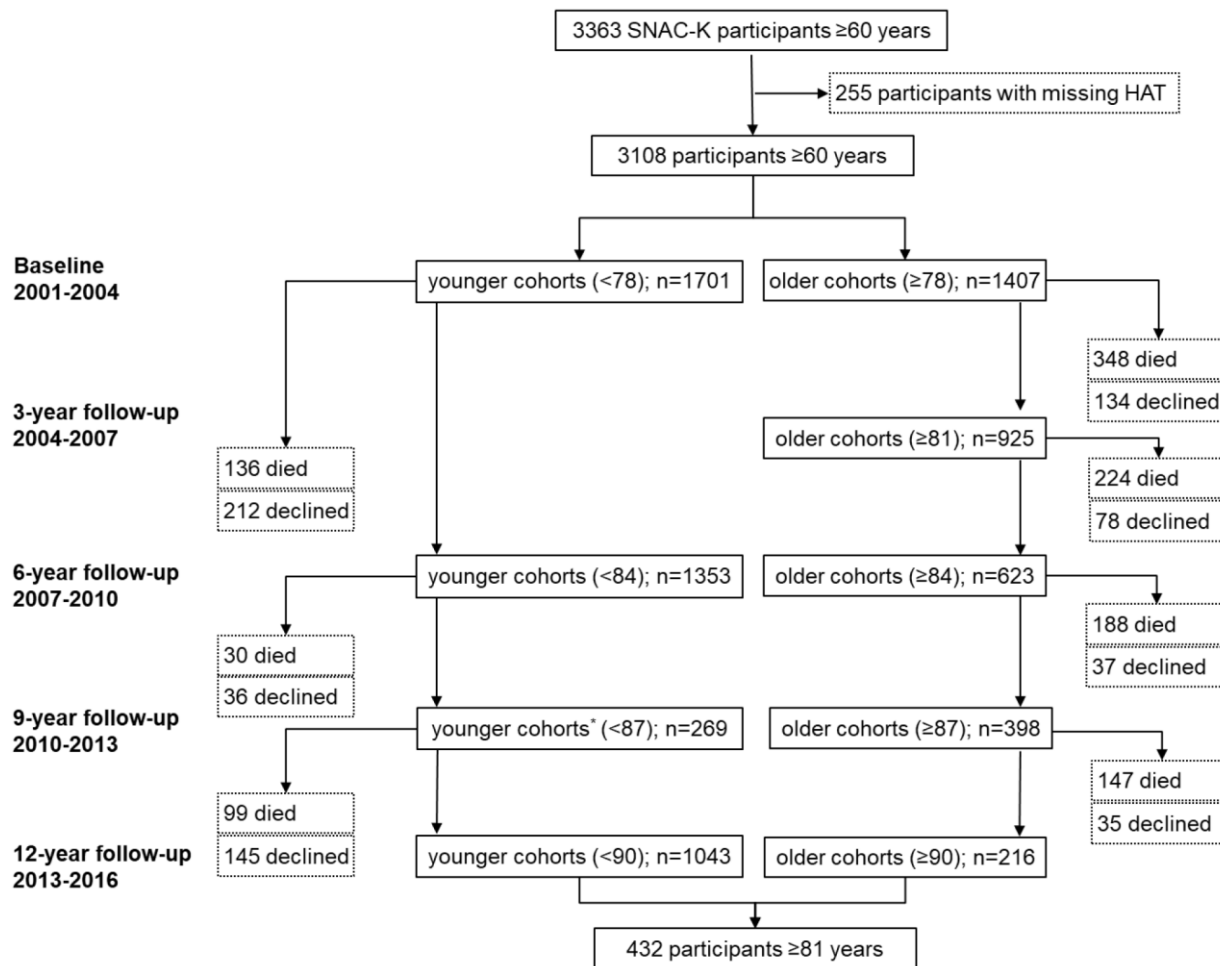 3363 SNAC-K participants ≥60 years
255 participants with missing HAT
3108 participants ≥60 years
Baseline
2001-2004
younger cohorts (<78); n=1701
older cohorts (≥78); n=1407
348 died
134 declined
3-year follow-up
2004-2007
older cohorts (≥81); n=925
136 died
212 declined
224 died
78 declined
6-year follow-up
2007-2010
younger cohorts (<84); n=1353
older cohorts (≥84); n=623
30 died
36 declined
188 died
37 declined
9-year follow-up
2010-2013
younger cohorts* (<87); n=269
older cohorts (≥87); n=398
99 died
145 declined
147 died
35 declined
12-year follow-up
2013-2016
younger cohorts (<90); n=1043
older cohorts (≥90); n=216
432 participants ≥81 years